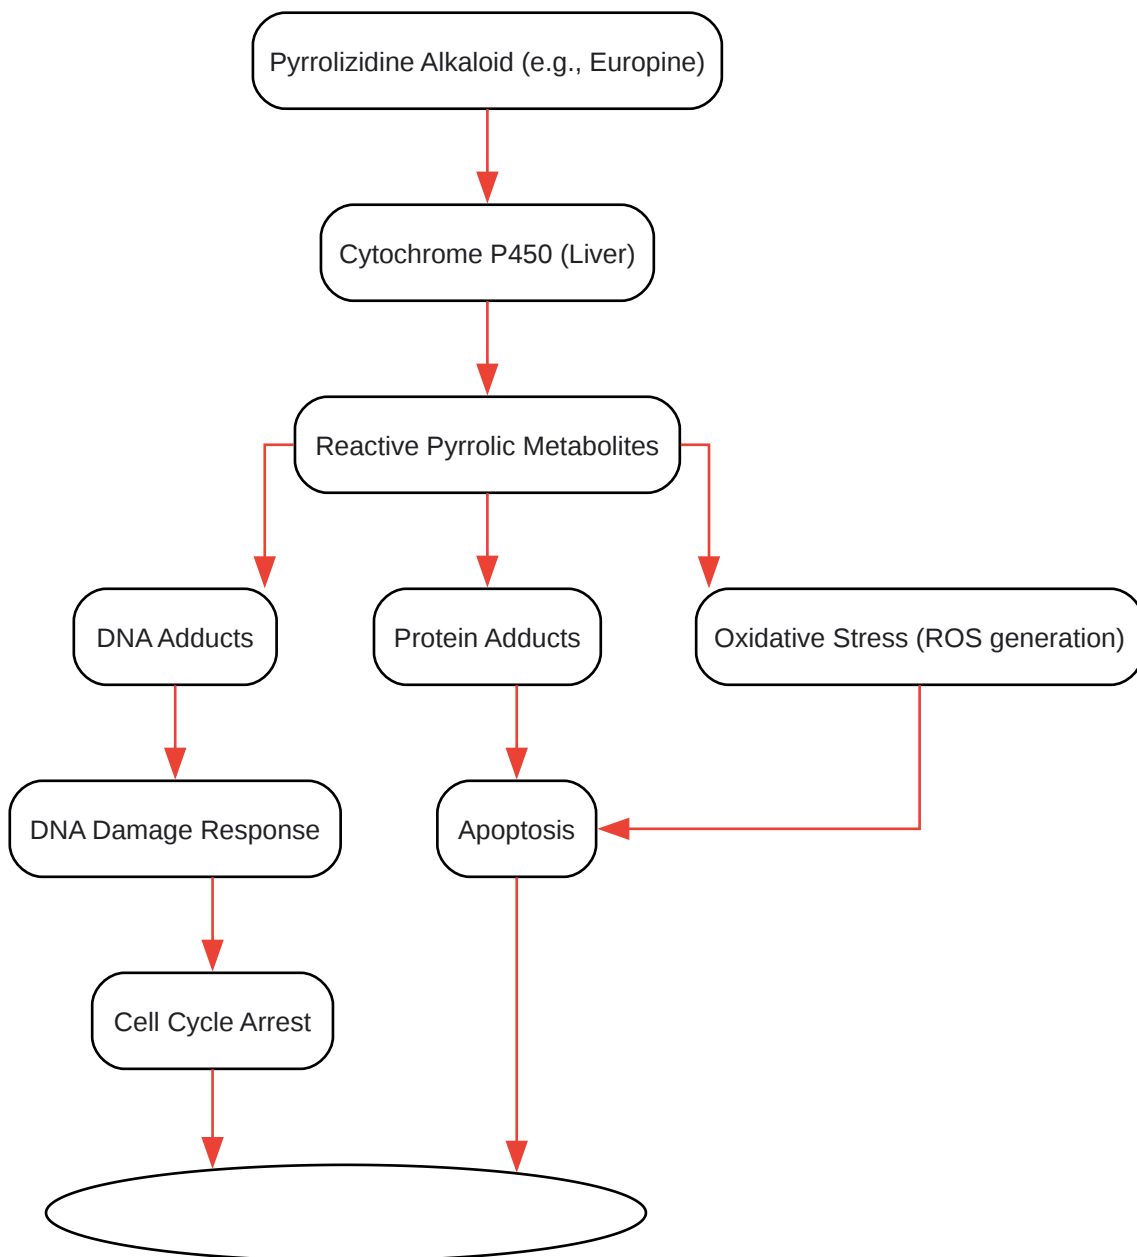 Pyrrolizidine Alkaloid (e.g., Europine)
Cytochrome P450 (Liver)
Reactive Pyrrolic Metabolites
DNA Adducts
Protein Adducts
Oxidative Stress (ROS generation)
DNA Damage Response
Apoptosis
Cell Cycle Arrest